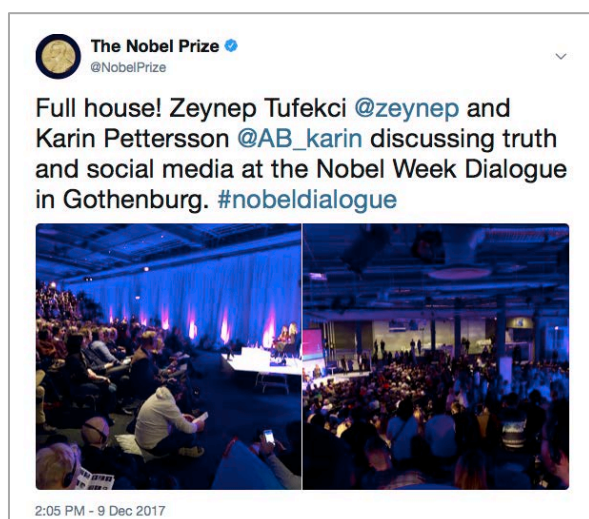 The Nobel Prize
@NobelPrize
Full house! Zeynep Tufekci @zeynep and
Karin Pettersson @AB_karin discussing truth
and social media at the Nobel Week Dialogue
in Gothenburg. #nobeldialogue
2:05 PM - 9 Dec 2017